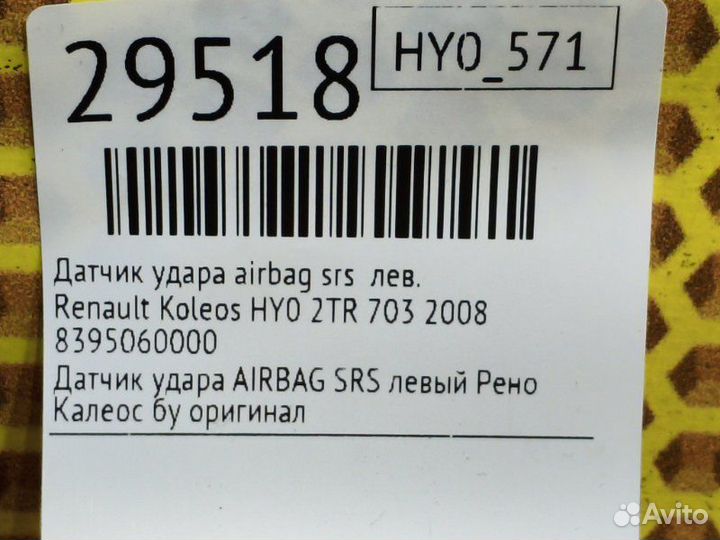 29518
HY0_571
Датчик удара airbag srs лев.
Renault Koleos HY0 2TR 703 2008
8395060000
Датчик удара AIRBAG SRS левый Рено
Калеос бу оригинал
Avito